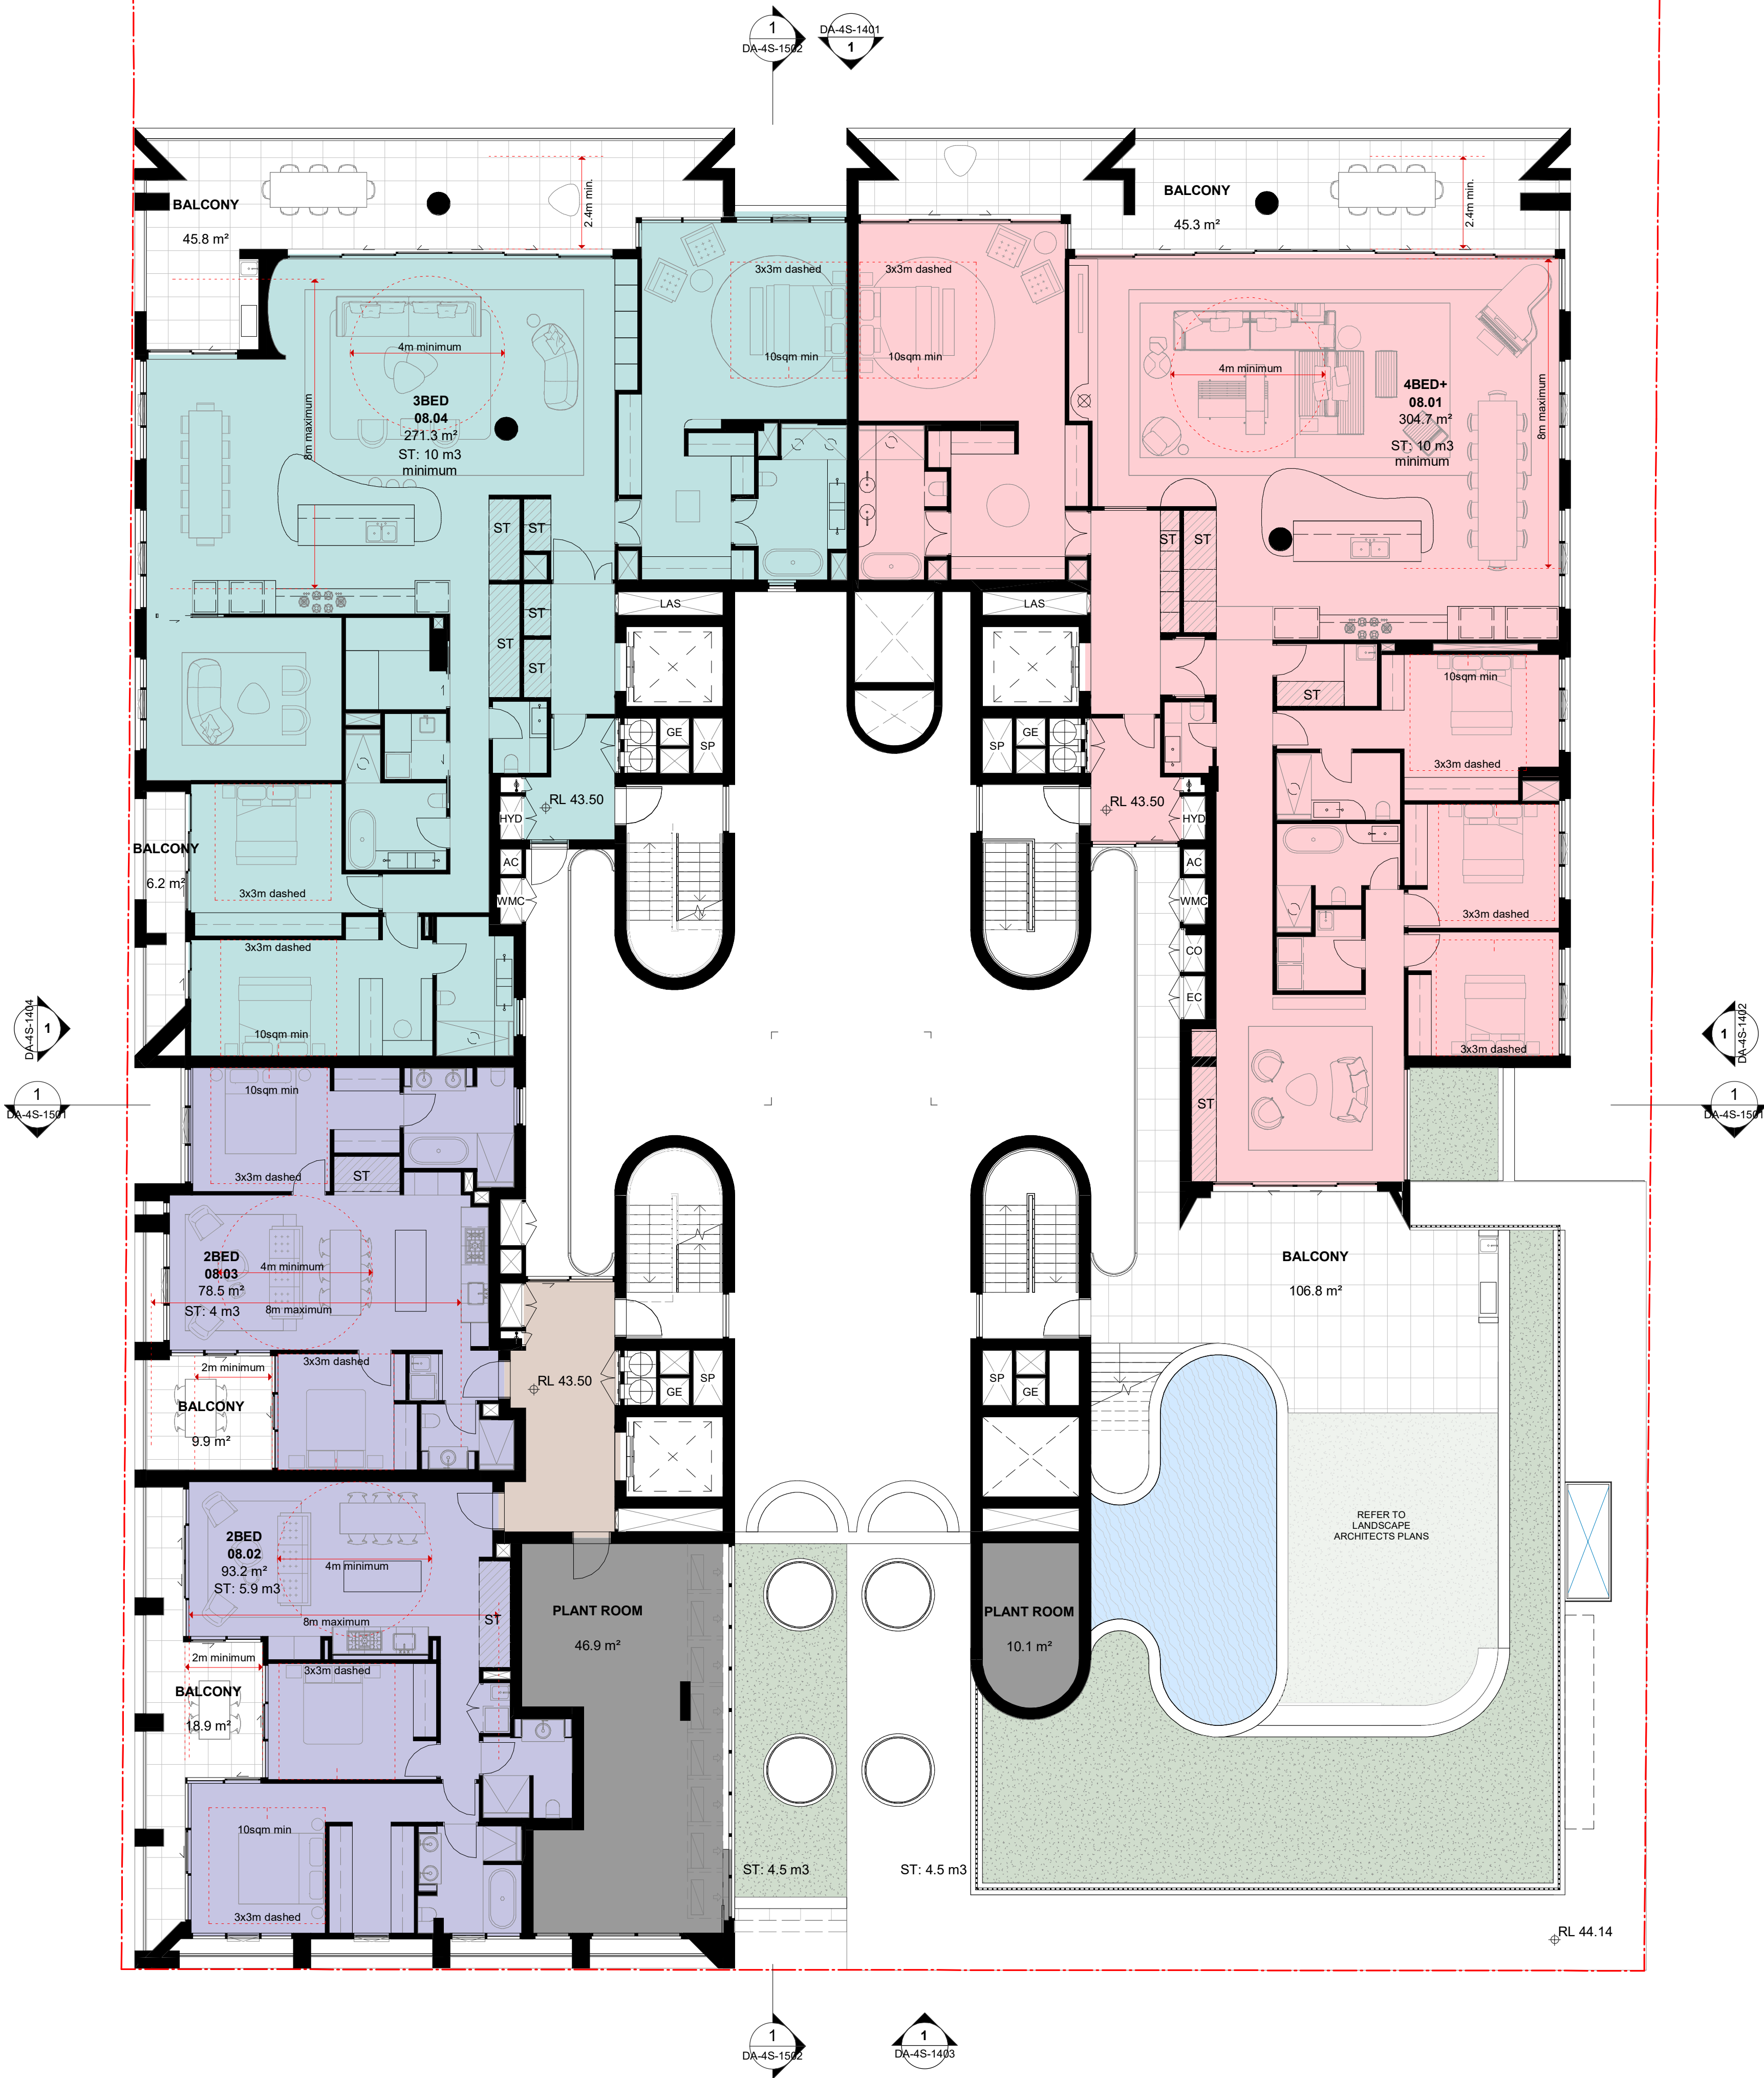 1
DA-4S-1502
DA-4S-1401
1
BALCONY
45.8 m²
2.4m min.
BALCONY
45.3 m²
2.4m min.
3x3m dashed
10sqm min
3x3m dashed
10sqm min
4m minimum
8m maximum
3BED
08.04
271.3 m²
ST: 10 m3
minimum
4m minimum
8m maximum
4BED+
08.01
304.7 m²
ST: 10 m3
minimum
ST
ST
ST
ST
ST
ST
ST
LAS
LAS
ST
10sqm min
3x3m dashed
GE
SP
SP
GE
RL 43.50
HYD
RL 43.50
HYD
BALCONY
6.2 m²
3x3m dashed
AC
WMC
AC
WMC
CO
EC
3x3m dashed
3x3m dashed
10sqm min
3x3m dashed
1
DA-4S-1404
1
DA-4S-1402
1
DA-4S-1501
1
DA-4S-1501
10sqm min
3x3m dashed
ST
ST
2BED
08.03
78.5 m²
ST: 4 m3
4m minimum
8m maximum
BALCONY
106.8 m²
2m minimum
3x3m dashed
BALCONY
9.9 m²
RL 43.50
GE
SP
SP
GE
2BED
08.02
93.2 m²
ST: 5.9 m3
4m minimum
8m maximum
ST
REFER TO
LANDSCAPE
ARCHITECTS PLANS
PLANT ROOM
46.9 m²
PLANT ROOM
10.1 m²
2m minimum
3x3m dashed
BALCONY
18.9 m²
10sqm min
3x3m dashed
ST: 4.5 m3
ST: 4.5 m3
RL 44.14
1
DA-4S-1502
1
DA-4S-1403